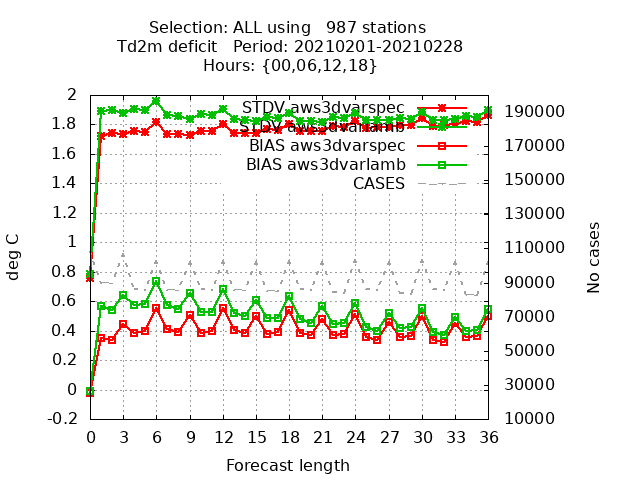 Selection: ALL using   987 stations
Td2m deficit   Period: 20210201-20210228
Hours: {00,06,12,18}
STDV aws3dvarspec
STDV aws3dvarlamb
BIAS aws3dvarspec
BIAS aws3dvarlamb
CASES
2
1.8
1.6
1.4
1.2
1
0.8
0.6
0.4
0.2
0
-0.2
deg C
190000
170000
150000
130000
110000
90000
70000
50000
30000
10000
No cases
0 3 6 9 12 15 18 21 24 27 30 33 36
Forecast length